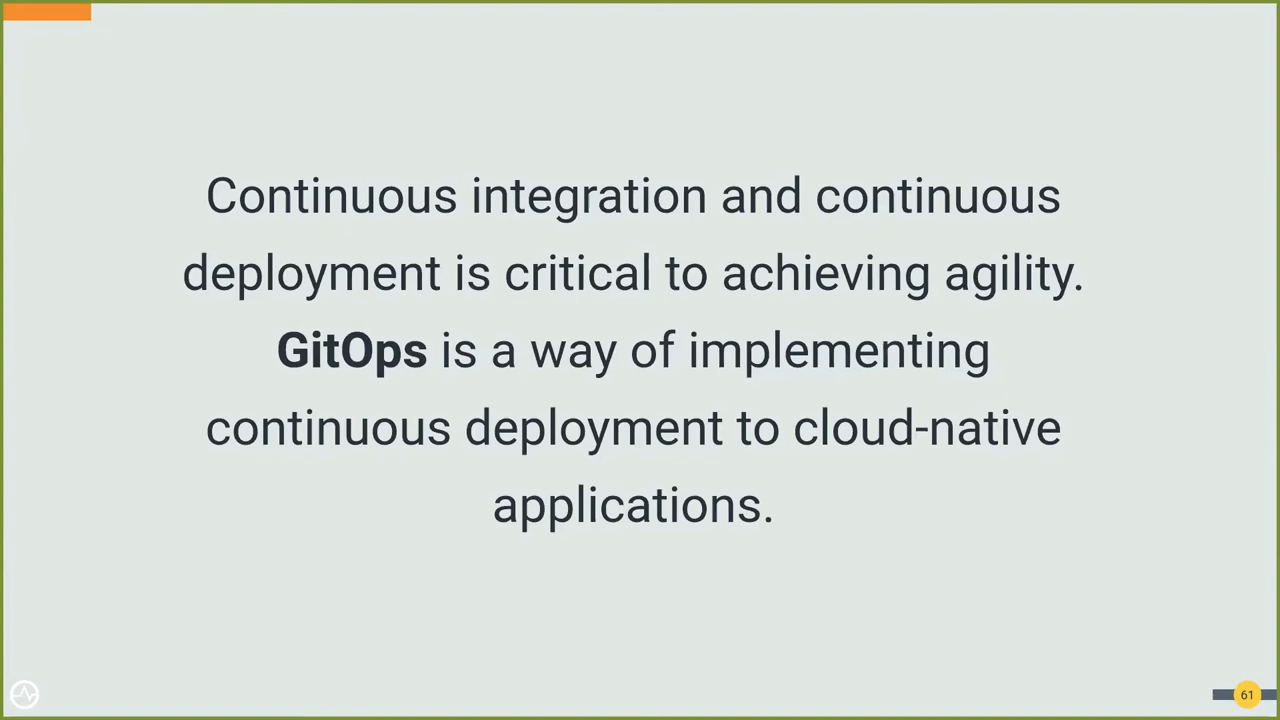 Continuous integration and continuous
deployment is critical to achieving agility.
GitOps is a way of implementing
continuous deployment to cloud-native
applications.
61